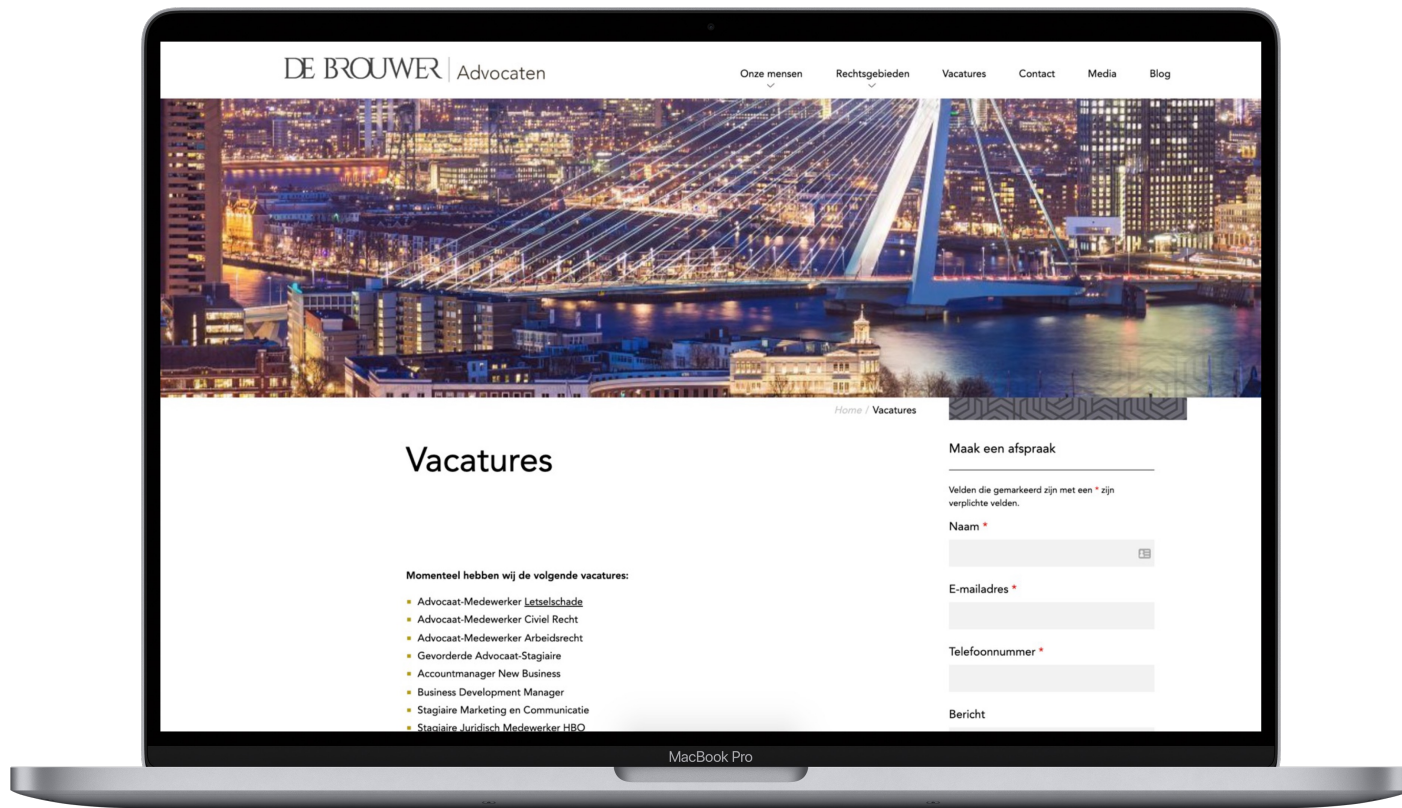 DE BROUWER | Advocaten
Onze mensen Rechtsgebieden Vacatures Contact Media Blog
Home / Vacatures
Vacatures
Momenteel hebben wij de volgende vacatures:
Advocaat-Medewerker Letselschade
Advocaat-Medewerker Civiel Recht
Advocaat-Medewerker Arbeidsrecht
Gevorderde Advocaat-Stagiaire
Accountmanager New Business
Business Development Manager
Stagiaire Marketing en Communicatie
Stagiaire Juridisch Medewerker HBO
Maak een afspraak
Velden die gemarkeerd zijn met een * zijn
verplichte velden.
Naam *
E-mailadres *
Telefoonnummer *
Bericht
MacBook Pro